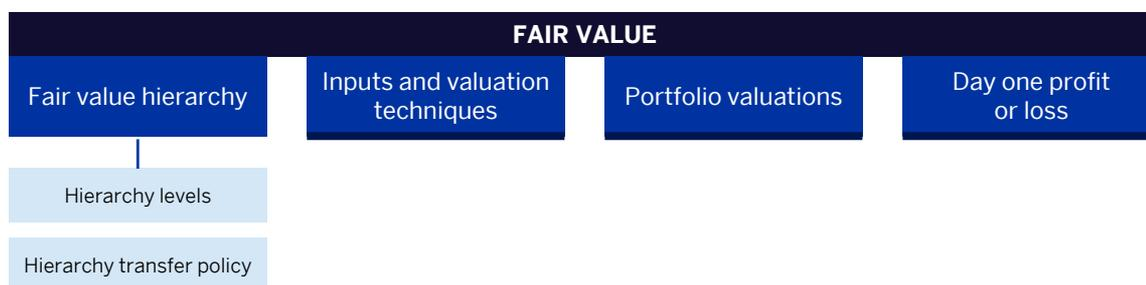 FAIR VALUE
Fair value hierarchy
Inputs and valuation
techniques
Portfolio valuations
Day one profit
or loss
Hierarchy levels
Hierarchy transfer policy